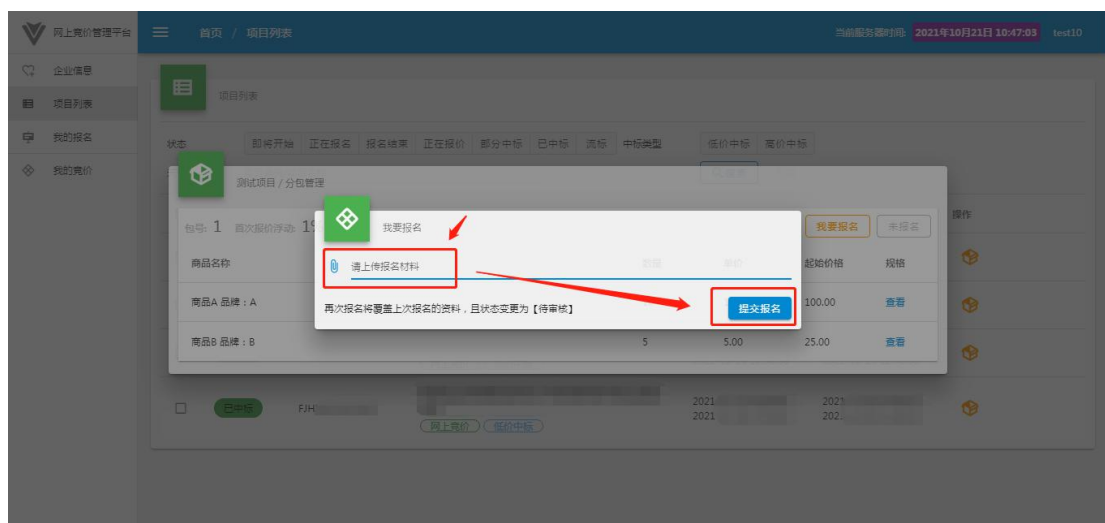 网上竞价管理平台
首页 / 项目列表
当前服务器时间: 2021年10月21日 10:47:03 test10
企业信息
项目列表
我的报名
我的竞价
项目列表
状态 即将开始 正在报名 报名结束 正在报价 部分中标 已中标 流标 中标类型 低价中标 高价中标
测试项目 / 分包管理
操作
包号: 1 首次报价浮动: 1%
我要报名 未报名
我要报名
商品名称
请上传报名材料
起始价格 规格
商品A 品牌：A
再次报名将覆盖上次报名的资料，且状态变更为【待审核】
提交报名
100.00 查看
商品B 品牌：B 5 5.00 25.00 查看
已中标 FJH
2021 2021
2021 202
网上竞价 低价中标